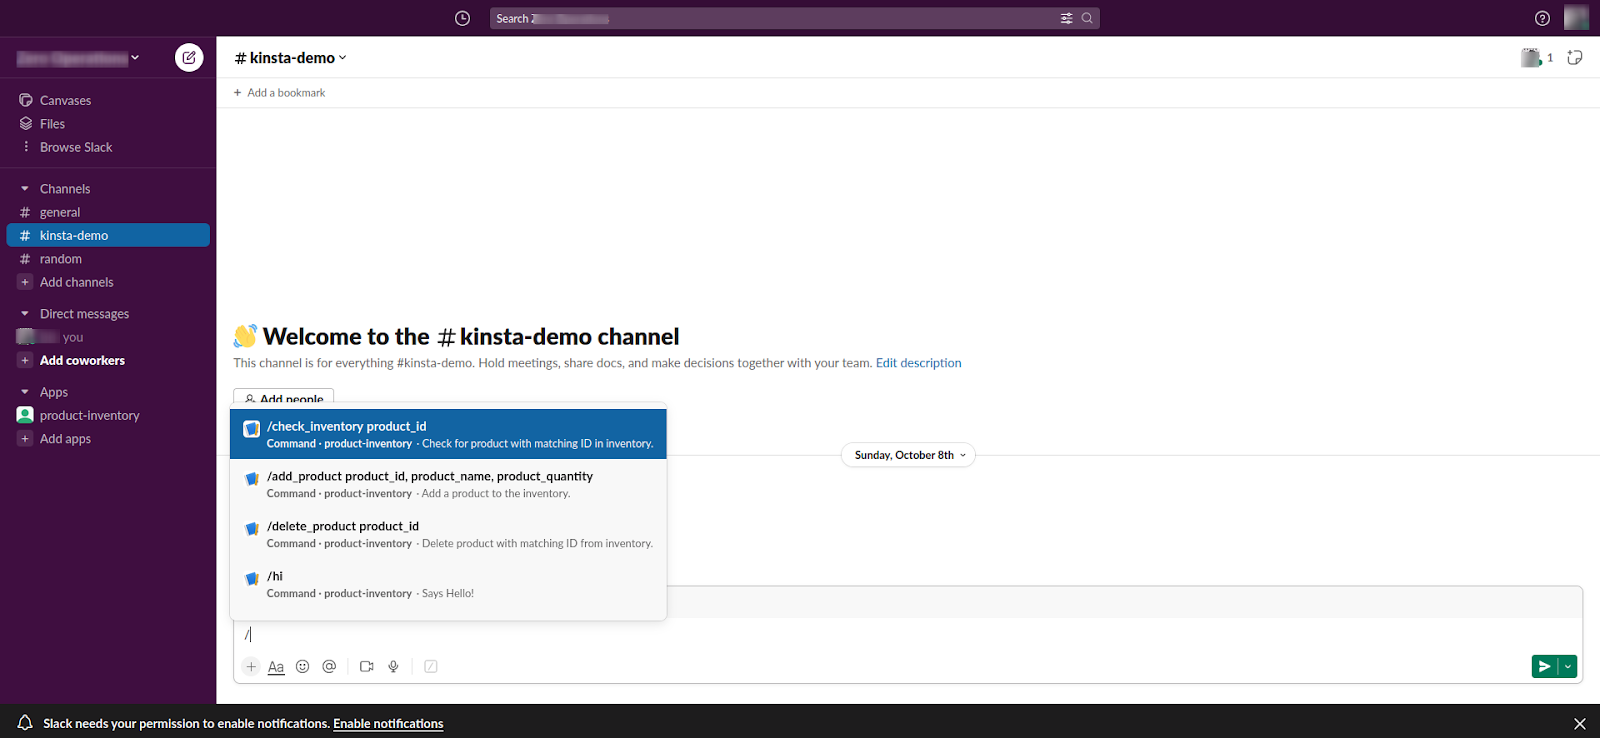 Search
# kinsta-demo
1
+ Add a bookmark
Canvases
Files
Browse Slack
Channels
# general
# kinsta-demo
# random
+ Add channels
Direct messages
you
+ Add coworkers
Apps
product-inventory
+ Add apps
👋 Welcome to the # kinsta-demo channel
This channel is for everything #kinsta-demo. Hold meetings, share docs, and make decisions together with your team. Edit description
Add people
Sunday, October 8th
/check_inventory product_id
Command · product-inventory · Check for product with matching ID in inventory.
/add_product product_id, product_name, product_quantity
Command · product-inventory · Add a product to the inventory.
/delete_product product_id
Command · product-inventory · Delete product with matching ID from inventory.
/hi
Command · product-inventory · Says Hello!
/
Aa
Slack needs your permission to enable notifications. Enable notifications